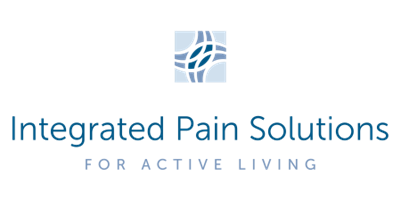 Integrated Pain Solutions
FOR ACTIVE LIVING